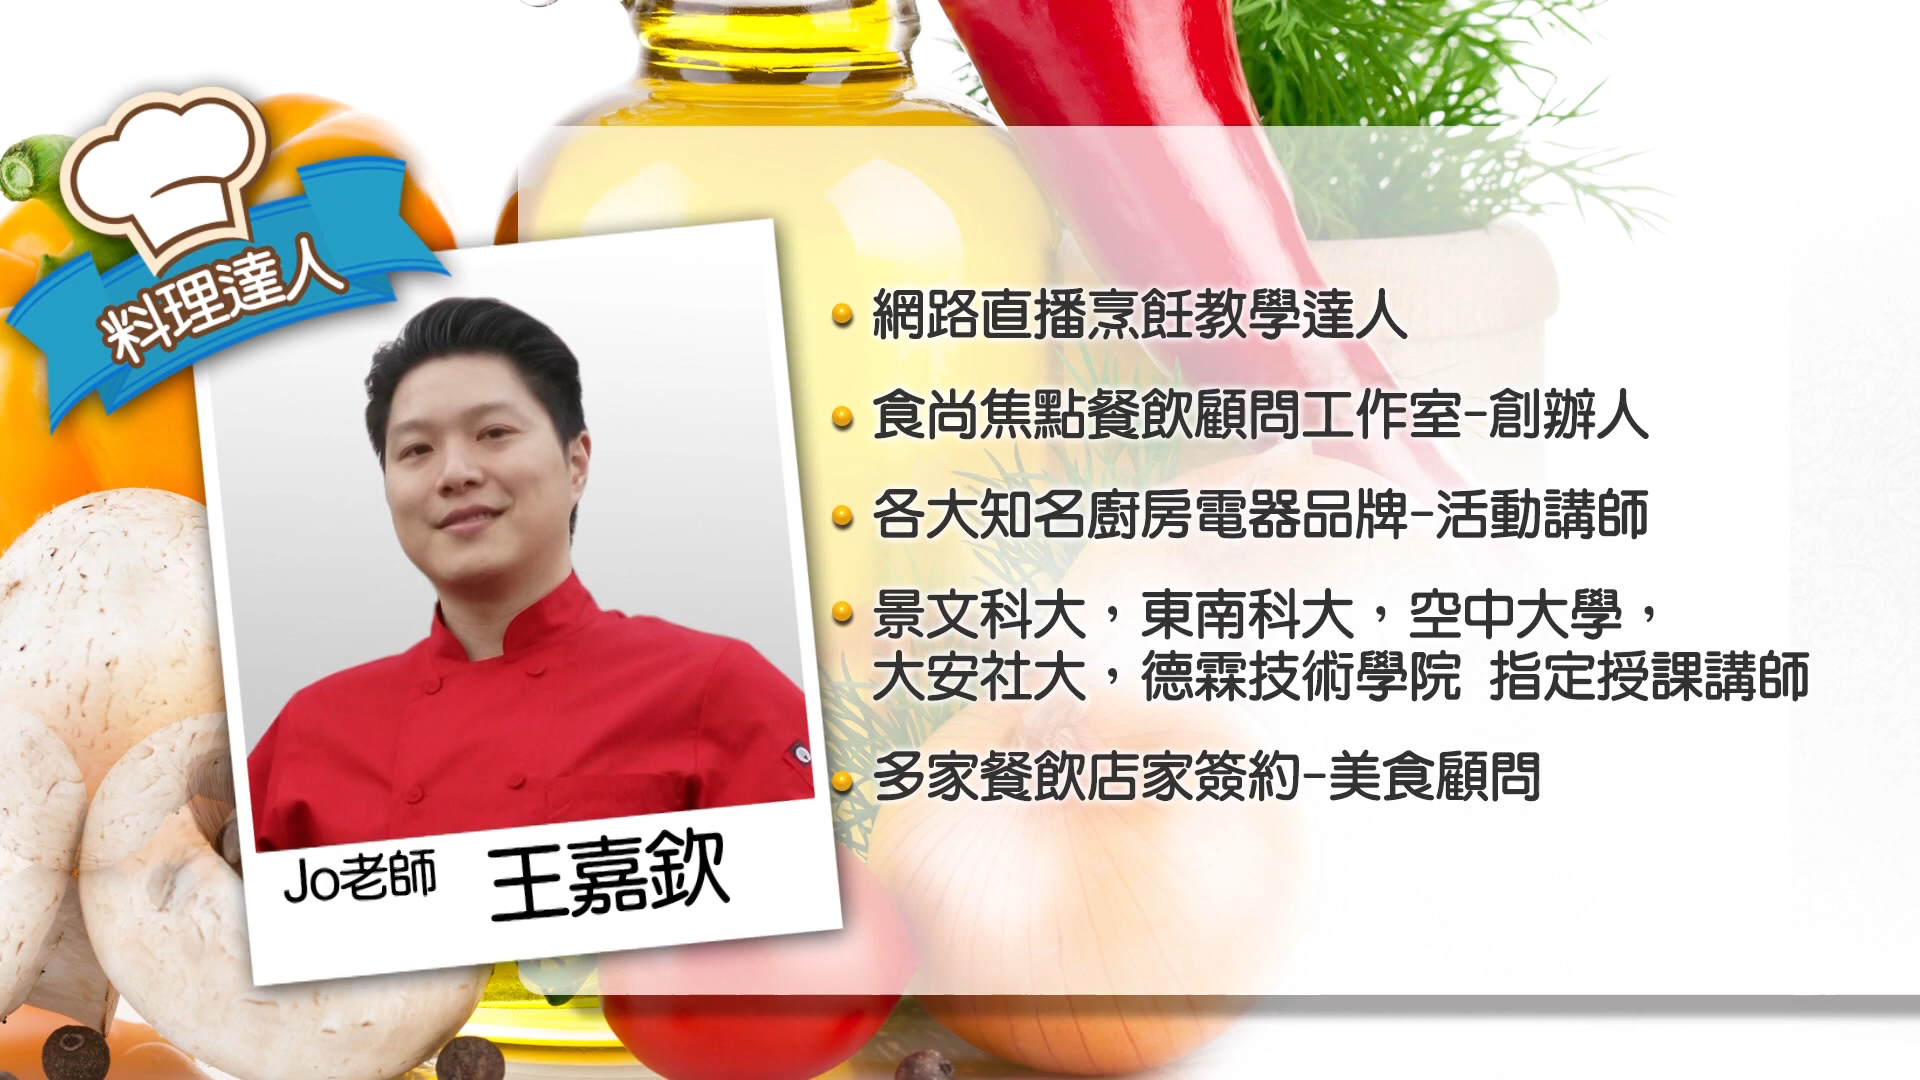 料理達人
網路直播烹飪教學達人
食尚焦點餐飲顧問工作室-創辦人
各大知名廚房電器品牌-活動講師
景文科大，東南科大，空中大學，
大安社大，德霖技術學院 指定授課講師
多家餐飲店家簽約-美食顧問
Jo老師 王嘉欽